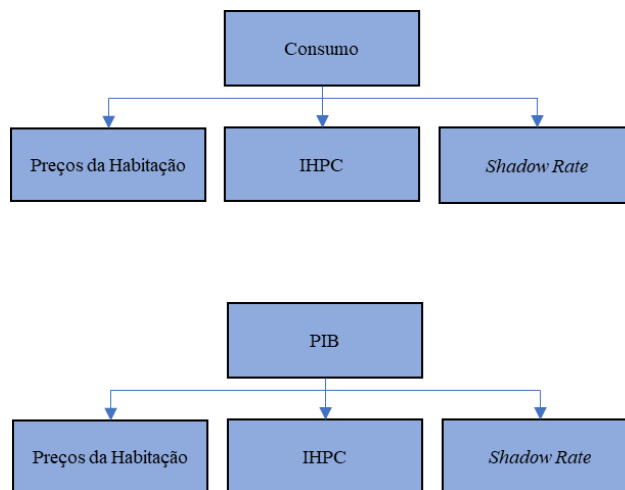 Consumo
Preços da Habitação
IHPC
Shadow Rate
PIB
Preços da Habitação
IHPC
Shadow Rate